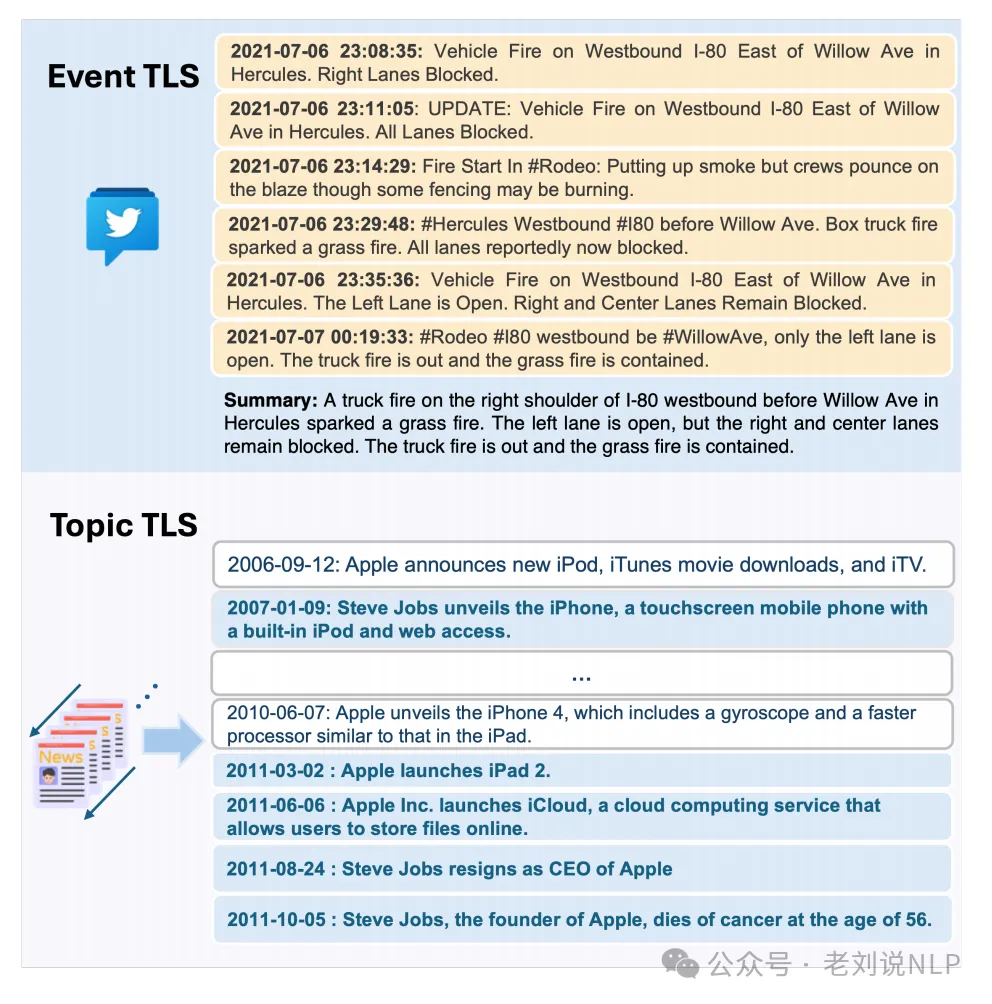 Event TLS
2021-07-06 23:08:35: Vehicle Fire on Westbound I-80 East of Willow Ave in
Hercules. Right Lanes Blocked.
2021-07-06 23:11:05: UPDATE: Vehicle Fire on Westbound I-80 East of Willow
Ave in Hercules. All Lanes Blocked.
2021-07-06 23:14:29: Fire Start In #Rodeo: Putting up smoke but crews pounce on
the blaze though some fencing may be burning.
2021-07-06 23:29:48: #Hercules Westbound #I80 before Willow Ave. Box truck fire
sparked a grass fire. All lanes reportedly now blocked.
2021-07-06 23:35:36: Vehicle Fire on Westbound I-80 East of Willow Ave in
Hercules. The Left Lane is Open. Right and Center Lanes Remain Blocked.
2021-07-07 00:19:33: #Rodeo #I80 westbound be #WillowAve, only the left lane is
open. The truck fire is out and the grass fire is contained.
Summary: A truck fire on the right shoulder of I-80 westbound before Willow Ave in
Hercules sparked a grass fire. The left lane is open, but the right and center lanes
remain blocked. The truck fire is out and the grass fire is contained.
Topic TLS
2006-09-12: Apple announces new iPod, iTunes movie downloads, and iTV.
2007-01-09: Steve Jobs unveils the iPhone, a touchscreen mobile phone with
a built-in iPod and web access.
...
2010-06-07: Apple unveils the iPhone 4, which includes a gyroscope and a faster
processor similar to that in the iPad.
News
2011-03-02 : Apple launches iPad 2.
2011-06-06 : Apple Inc. launches iCloud, a cloud computing service that
allows users to store files online.
2011-08-24 : Steve Jobs resigns as CEO of Apple
2011-10-05 : Steve Jobs, the founder of Apple, dies of cancer at the age of 56.
公众号 · 老刘说NLP